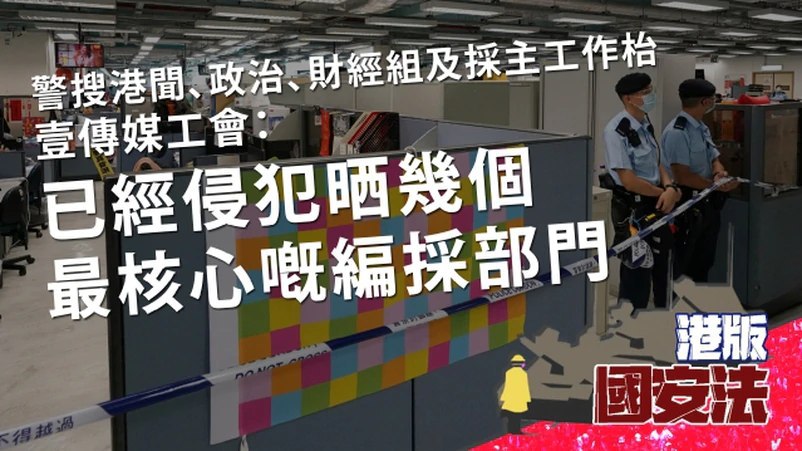 警搜港聞、政治、財經組及採主工作枱
壹傳媒工會：
已經侵犯晒幾個
最核心嘅編採部門
POLICE
DO NOT CROSS
不得越過
港版
國安法